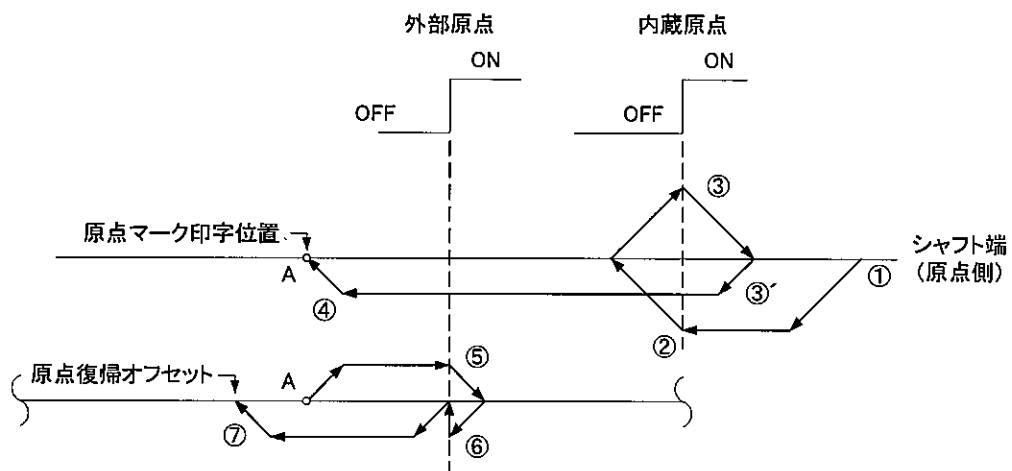 外部原点
内蔵原点
ON
ON
OFF
OFF
③
原点マーク印字位置
シャフト端
(原点側)
A
①
④
③´
②
⑤
原点復帰オフセット
A
⑦
⑥